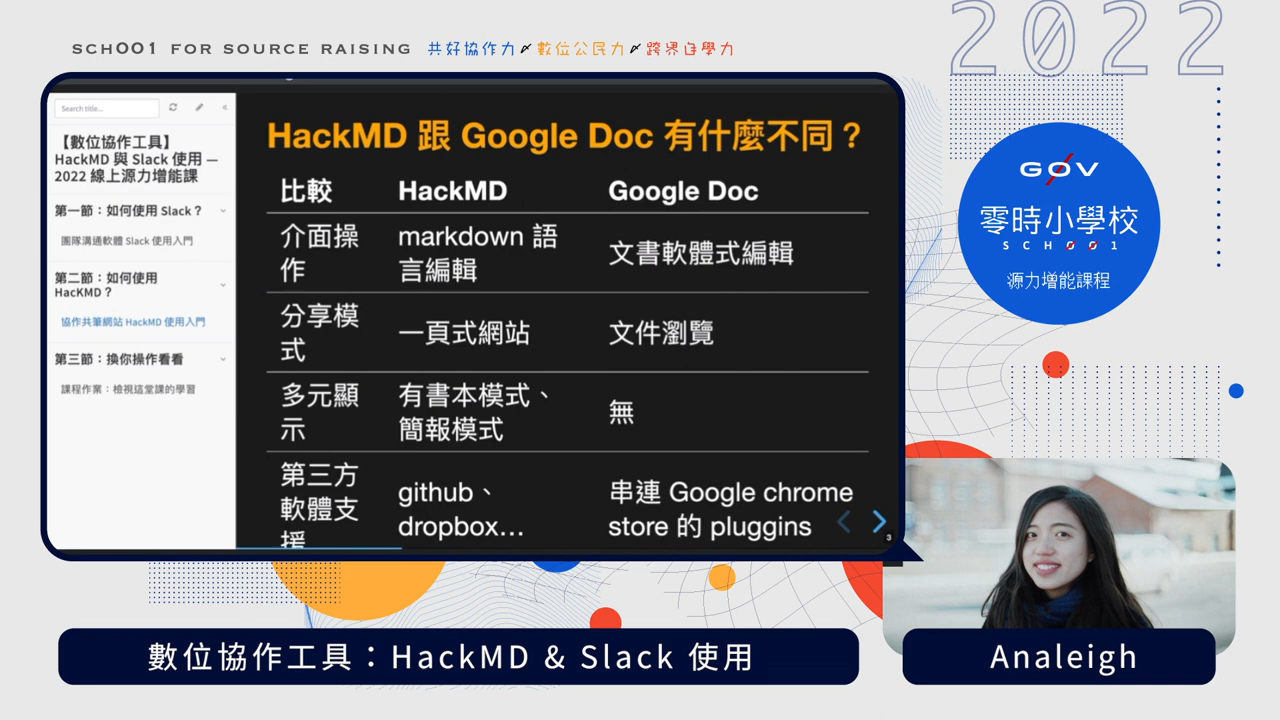 SCH001 FOR SOURCE RAISING 共好協作力 數位公民力 跨界自學力
2022
Search title...
【數位協作工具】
HackMD 與 Slack 使用 —
2022 線上源力增能課
第一節：如何使用 Slack？
團隊溝通軟體 Slack 使用入門
第二節：如何使用
HacKMD？
協作共筆網站 HackMD 使用入門
第三節：換你操作看看
課程作業：檢視這堂課的學習
HackMD 跟 Google Doc 有什麼不同？
比較 HackMD Google Doc
介面操
作
markdown 語
言編輯
文書軟體式編輯
分享模
式
一頁式網站
文件瀏覽
多元顯
示
有書本模式、
簡報模式
無
第三方
軟體支
援
github、
dropbox...
串連 Google chrome
store 的 pluggins
3
G0V
零時小學校
SCH001
源力增能課程
數位協作工具：HackMD & Slack 使用
Analeigh